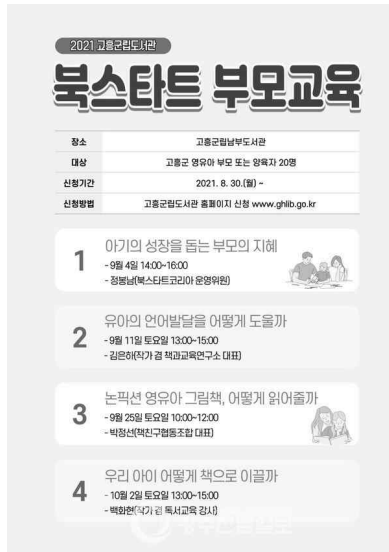 2021 고흥군립도서관
북스타트 부모교육
장소 고흥군립남부도서관
대상 고흥군 영유아 부모 또는 양육자 20명
신청기간 2021. 8. 30.(월) ~
신청방법 고흥군립도서관 홈페이지 신청 www.ghlib.go.kr
1
아기의 성장을 돕는 부모의 지혜
- 9월 4일 14:00~16:00
- 정봉남(북스타트코리아 운영위원)
2
유아의 언어발달을 어떻게 도울까
- 9월 11일 토요일 13:00~15:00
- 김은하(작가 겸 책과교육연구소 대표)
3
논픽션 영유아 그림책, 어떻게 읽어줄까
- 9월 25일 토요일 10:00~12:00
- 박정선(책친구협동조합 대표)
4
우리 아이 어떻게 책으로 이끌까
- 10월 2일 토요일 13:00~15:00
- 백화현(작가 겸 독서교육 강사)